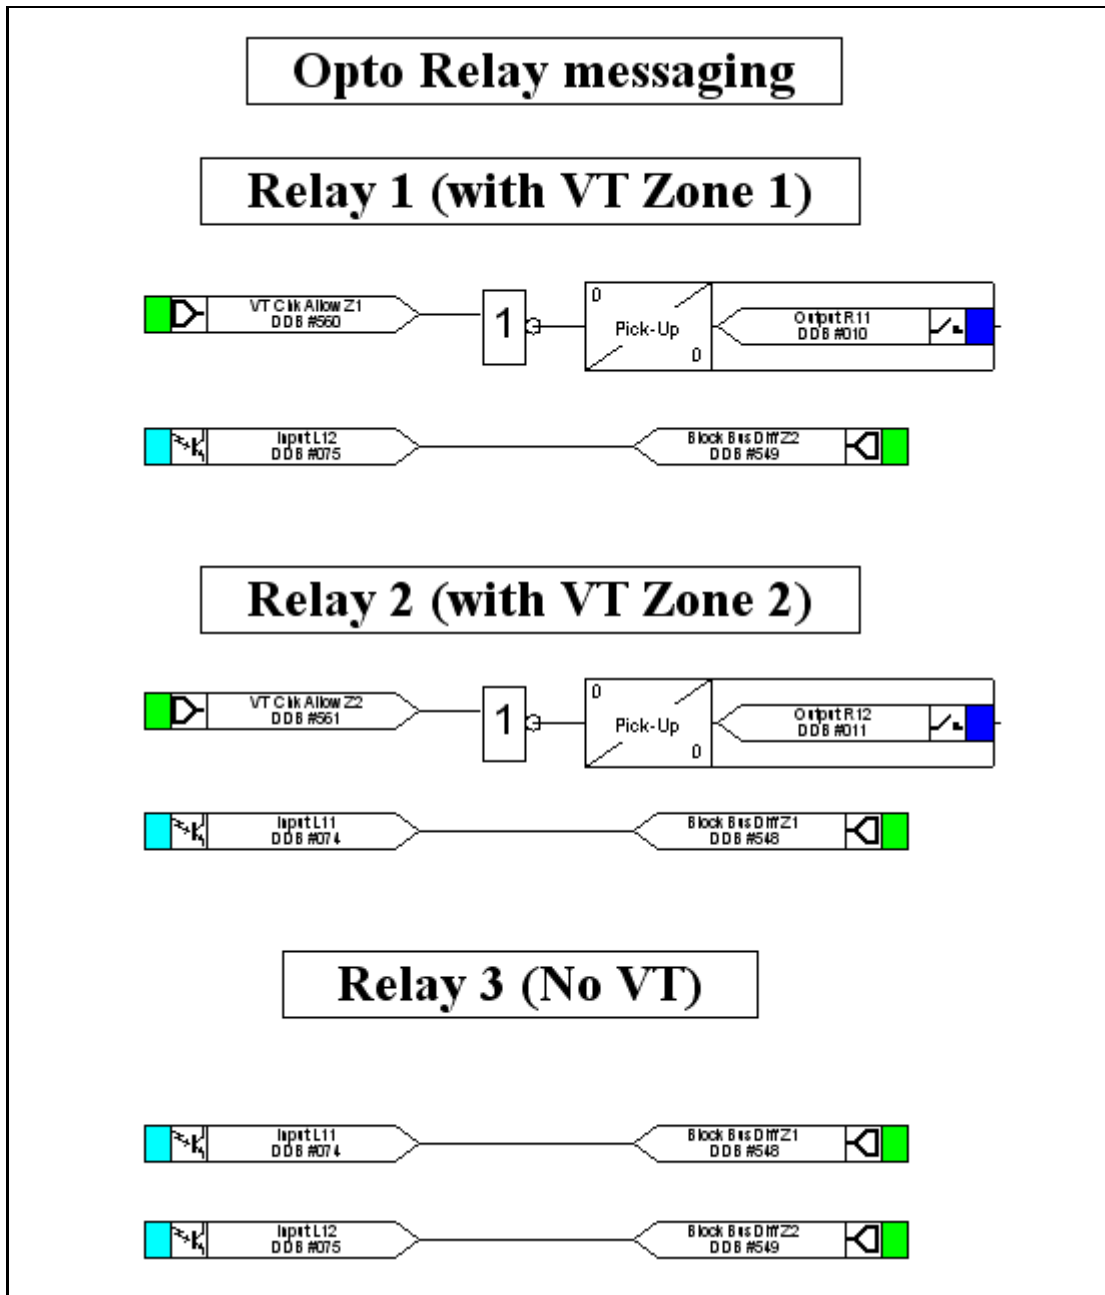 Opto Relay messaging
Relay 1 (with VT Zone 1)
VT Chk Allow Z1
DDB #560
1
0
Pick-Up
0
Output R11
DDB #010
Input L12
DDB #075
Block Bus Diff Z2
DDB #549
Relay 2 (with VT Zone 2)
VT Chk Allow Z2
DDB #561
1
0
Pick-Up
0
Output R12
DDB #011
Input L11
DDB #074
Block Bus Diff Z1
DDB #548
Relay 3 (No VT)
Input L11
DDB #074
Block Bus Diff Z1
DDB #548
Input L12
DDB #075
Block Bus Diff Z2
DDB #549